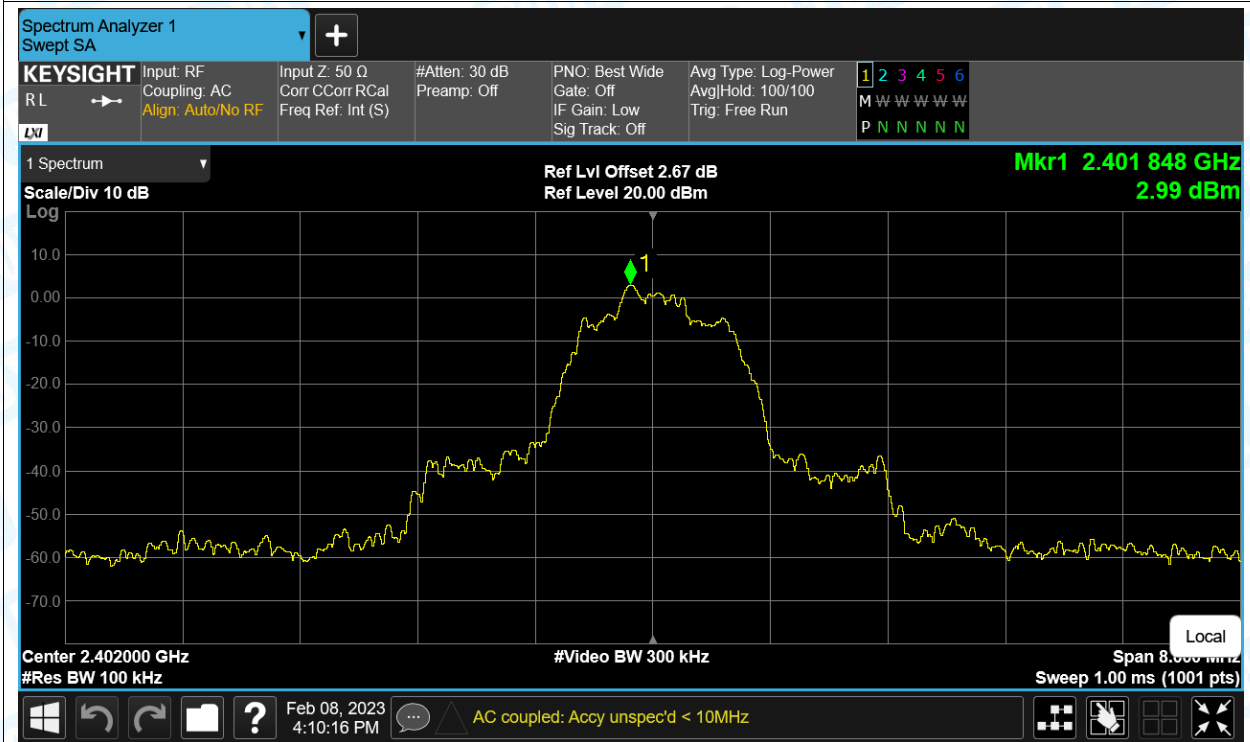 Spectrum Analyzer 1
Swept SA
+
KEYSIGHT
R L
LXI
Input: RF
Coupling: AC
Align: Auto/No RF
Input Z: 50 Ω
Corr CCorr RCal
Freq Ref: Int (S)
#Atten: 30 dB
Preamp: Off
PNO: Best Wide
Gate: Off
IF Gain: Low
Sig Track: Off
Avg Type: Log-Power
Avg|Hold: 100/100
Trig: Free Run
1 2 3 4 5 6
M W W W W W
P N N N N N
1 Spectrum
Scale/Div 10 dB
Log
Ref Lvl Offset 2.67 dB
Ref Level 20.00 dBm
Mkr1 2.401 848 GHz
2.99 dBm
1
10.0
0.00
-10.0
-20.0
-30.0
-40.0
-50.0
-60.0
-70.0
Local
Center 2.402000 GHz
#Res BW 100 kHz
#Video BW 300 kHz
Span 8.000 MHz
Sweep 1.00 ms (1001 pts)
?
Feb 08, 2023
4:10:16 PM
AC coupled: Accy unspec'd < 10MHz